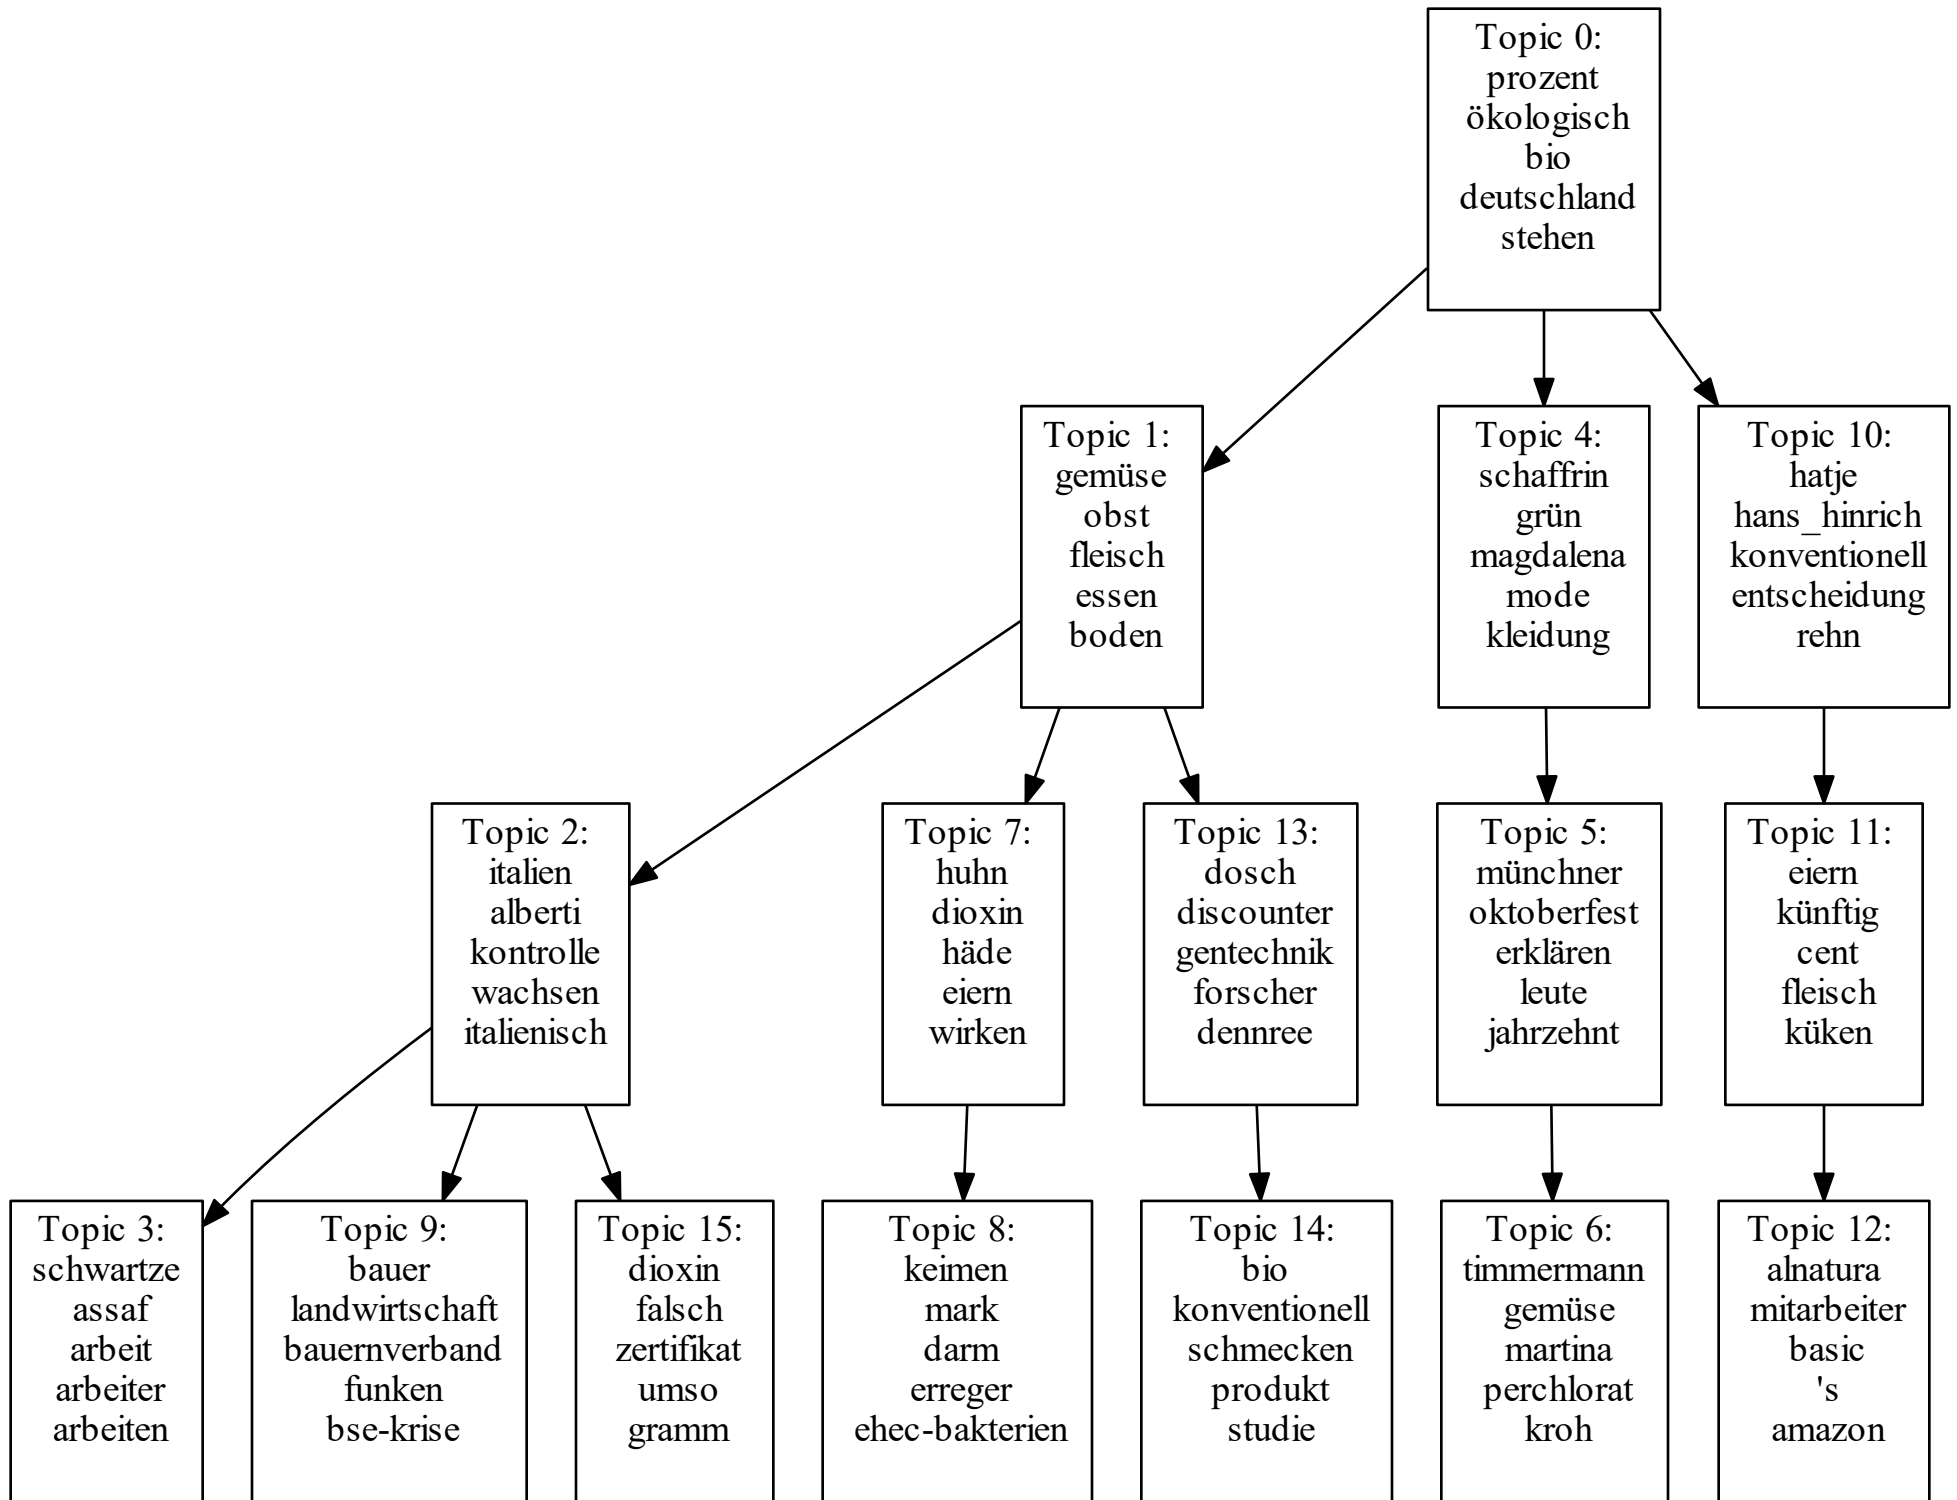 Topic 0:
prozent
ökologisch
bio
deutschland
stehen
Topic 1:
gemüse
obst
fleisch
essen
boden
Topic 4:
schaffrin
grün
magdalena
mode
kleidung
Topic 10:
hatje
hans_hinrich
konventionell
entscheidung
rehn
Topic 2:
italien
alberti
kontrolle
wachsen
italienisch
Topic 7:
huhn
dioxin
häde
eiern
wirken
Topic 13:
dosch
discounter
gentechnik
forscher
dennree
Topic 5:
münchner
oktoberfest
erklären
leute
jahrzehnt
Topic 11:
eiern
künftig
cent
fleisch
küken
Topic 3:
schwartze
assaf
arbeit
arbeiter
arbeiten
Topic 9:
bauer
landwirtschaft
bauernverband
funken
bse-krise
Topic 15:
dioxin
falsch
zertifikat
umso
gramm
Topic 8:
keimen
mark
darm
erreger
ehec-bakterien
Topic 14:
bio
konventionell
schmecken
produkt
studie
Topic 6:
timmermann
gemüse
martina
perchlorat
kroh
Topic 12:
alnatura
mitarbeiter
basic
's
amazon